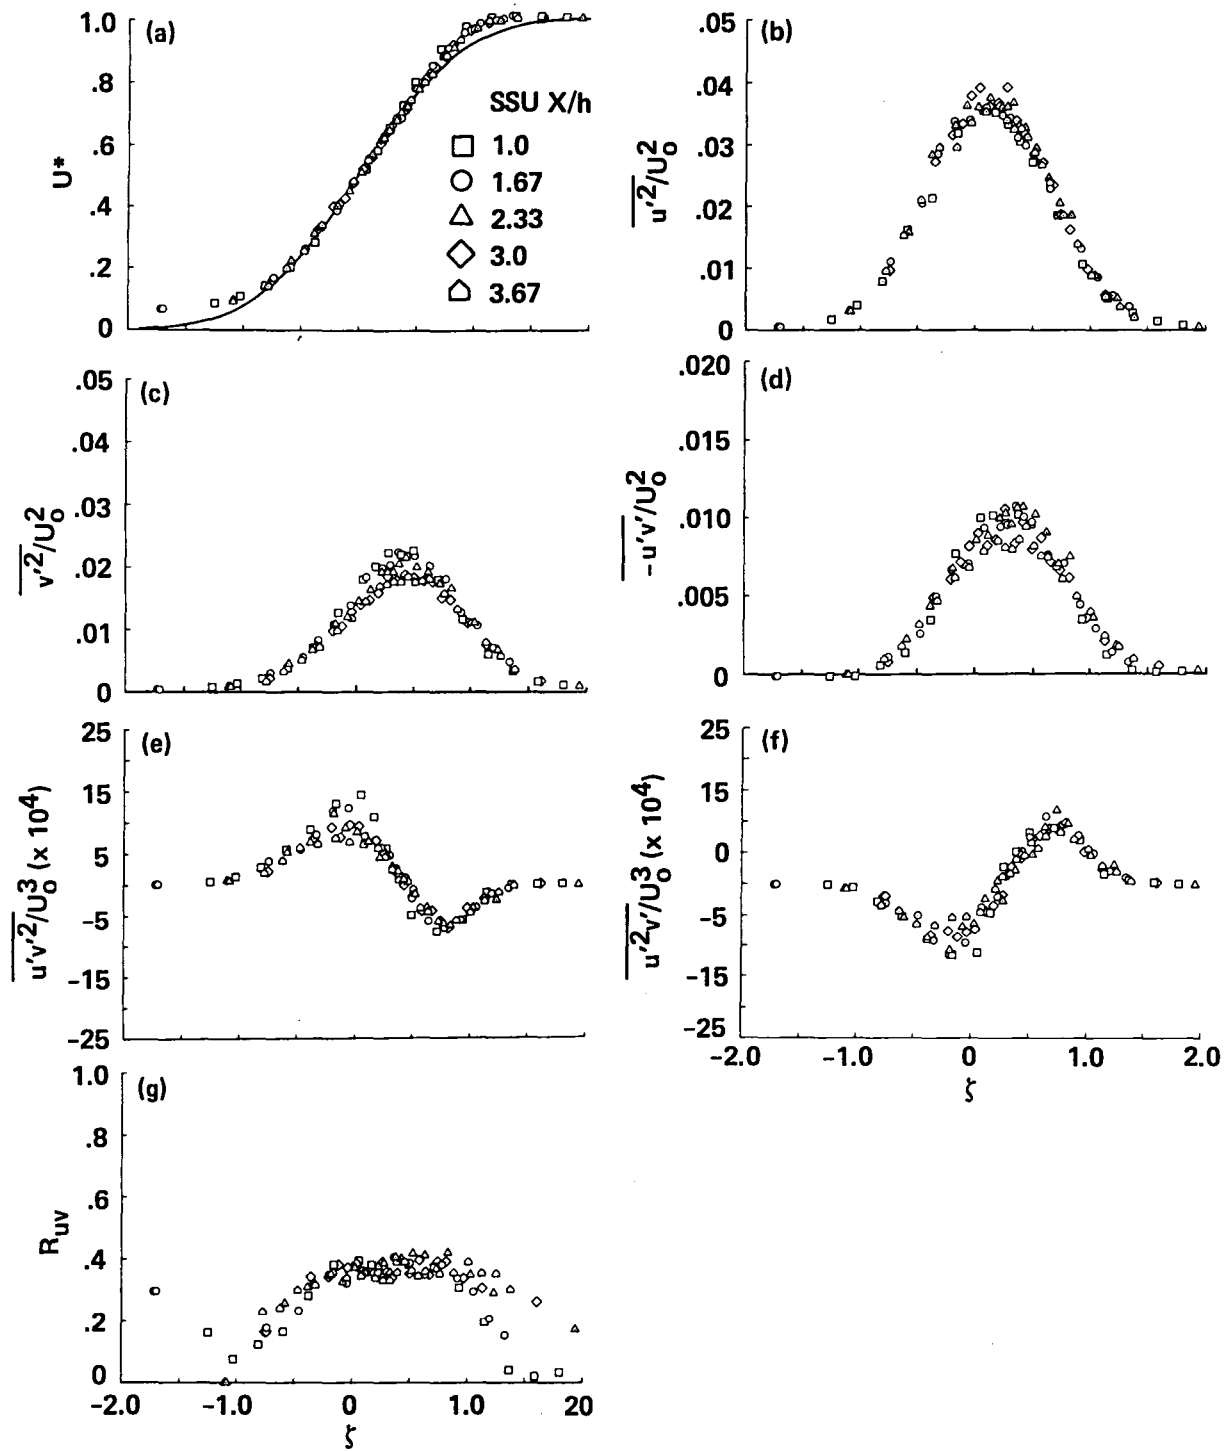 (a)
1.0
.8
.6
.4
.2
0
U*
SSU X/h
1.0
1.67
2.33
3.0
3.67
(b)
.05
.04
.03
.02
.01
0
u'²/U₀²
(c)
.05
.04
.03
.02
.01
0
v'²/U₀²
(d)
.020
.015
.010
.005
0
-u'v'/U₀²
(e)
25
15
5
-5
-15
-25
u'v'²/U₀³ (x 10⁴)
(f)
25
15
0
-5
-15
-25
u'²v'/U₀³ (x 10⁴)
-2.0 -1.0 0 1.0 2.0
ζ
(g)
1.0
.8
.6
.4
.2
0
Ruv
-2.0 -1.0 0 1.0 20
ζ